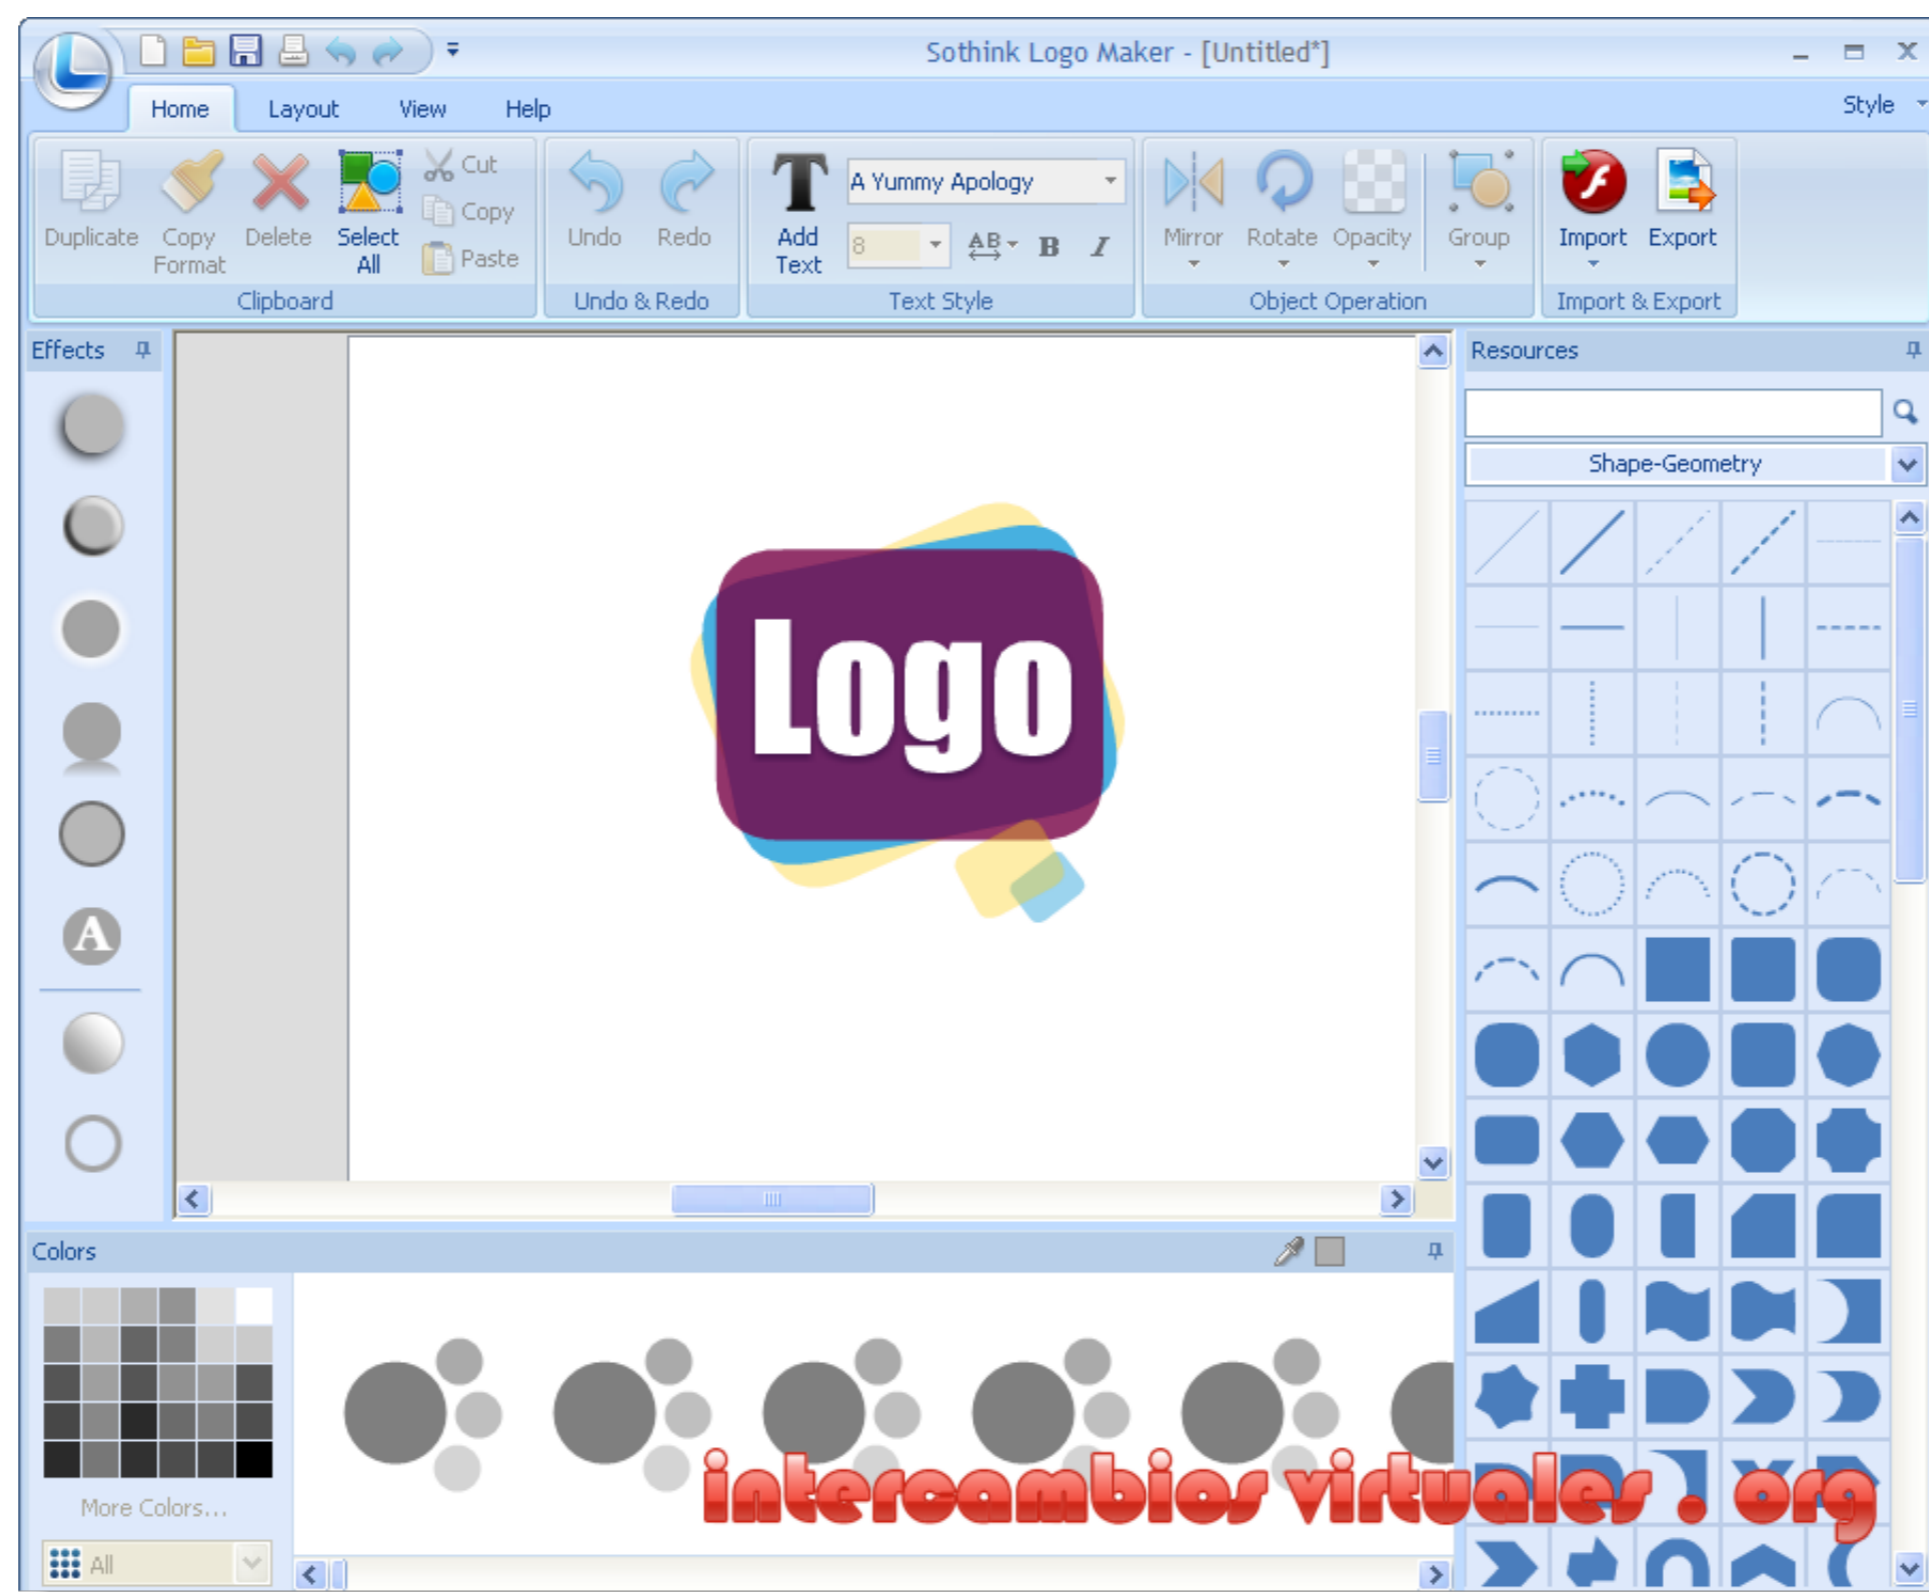 Sothink Logo Maker - [Untitled*]
Home Layout View Help Style
Duplicate
Copy
Format
Delete
Select
All
Cut
Copy
Paste
Clipboard
Undo Redo
Undo & Redo
T
Add
Text
A Yummy Apology
8 AB B I
Text Style
Mirror Rotate Opacity Group
Object Operation
Import Export
Import & Export
Effects
A
Resources
Shape-Geometry
Logo
Colors
More Colors...
All
intercambios virtuales . org